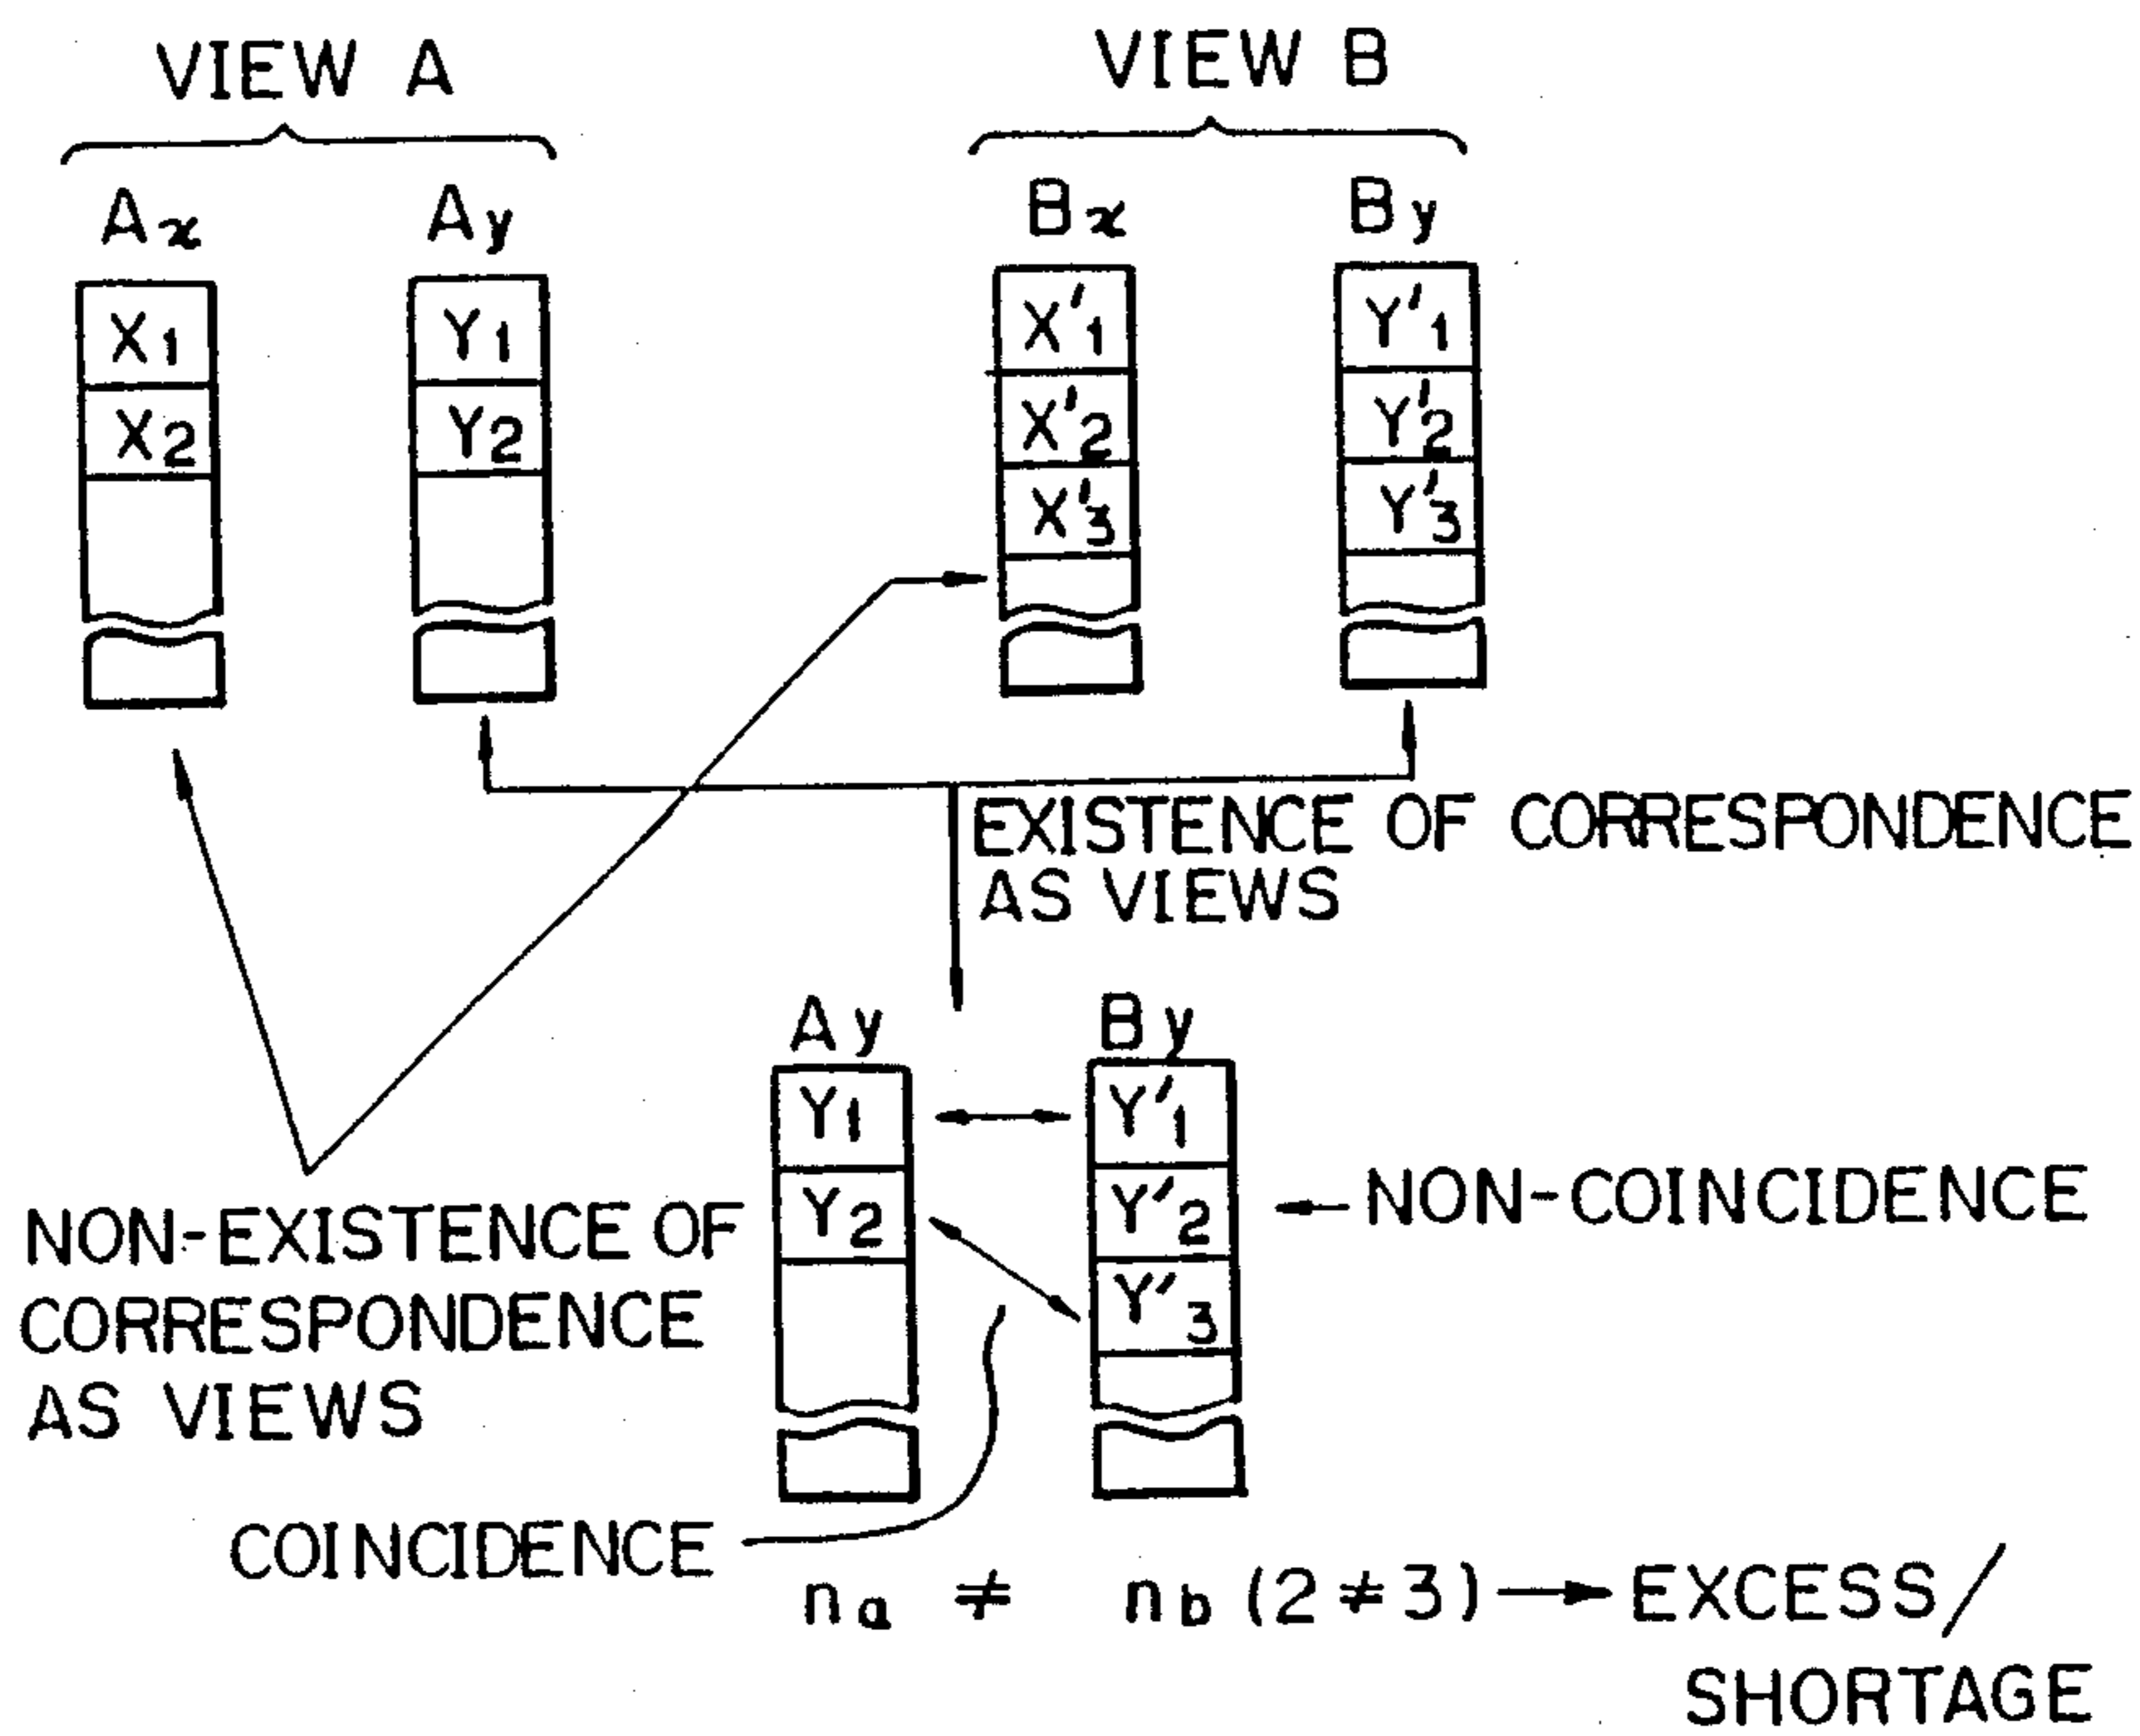 VIEW A
VIEW B
Ax
Ay
Bx
By
X1
Y1
X'1
Y'1
X2
Y2
X'2
Y'2
X'3
Y'3
EXISTENCE OF CORRESPONDENCE
AS VIEWS
Ay
By
Y1
Y'1
Y2
Y'2
NON-COINCIDENCE
NON-EXISTENCE OF
CORRESPONDENCE
AS VIEWS
Y'3
COINCIDENCE
na ≠ nb (2≠3) → EXCESS/
SHORTAGE